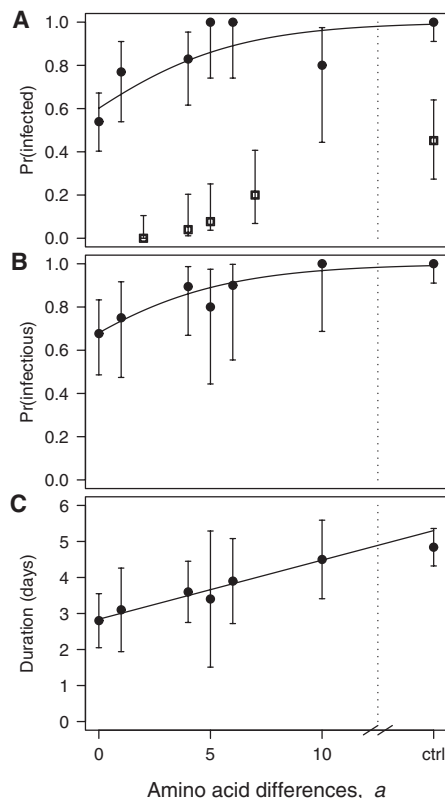 A
Pr(infected)
1.0
0.8
0.6
0.4
0.2
0.0
B
Pr(infectious)
1.0
0.8
0.6
0.4
0.2
0.0
C
Duration (days)
6
5
4
3
2
1
0
0 5 10 ctrl
Amino acid differences, a